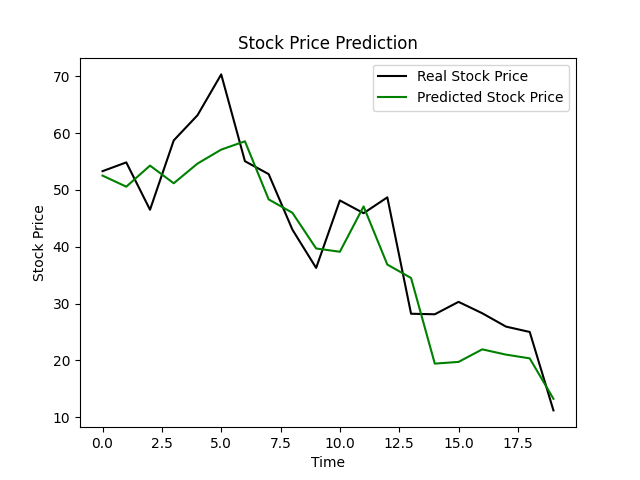 Stock Price Prediction
Real Stock Price
Predicted Stock Price
70
60
50
40
30
20
10
Stock Price
0.0 2.5 5.0 7.5 10.0 12.5 15.0 17.5
Time